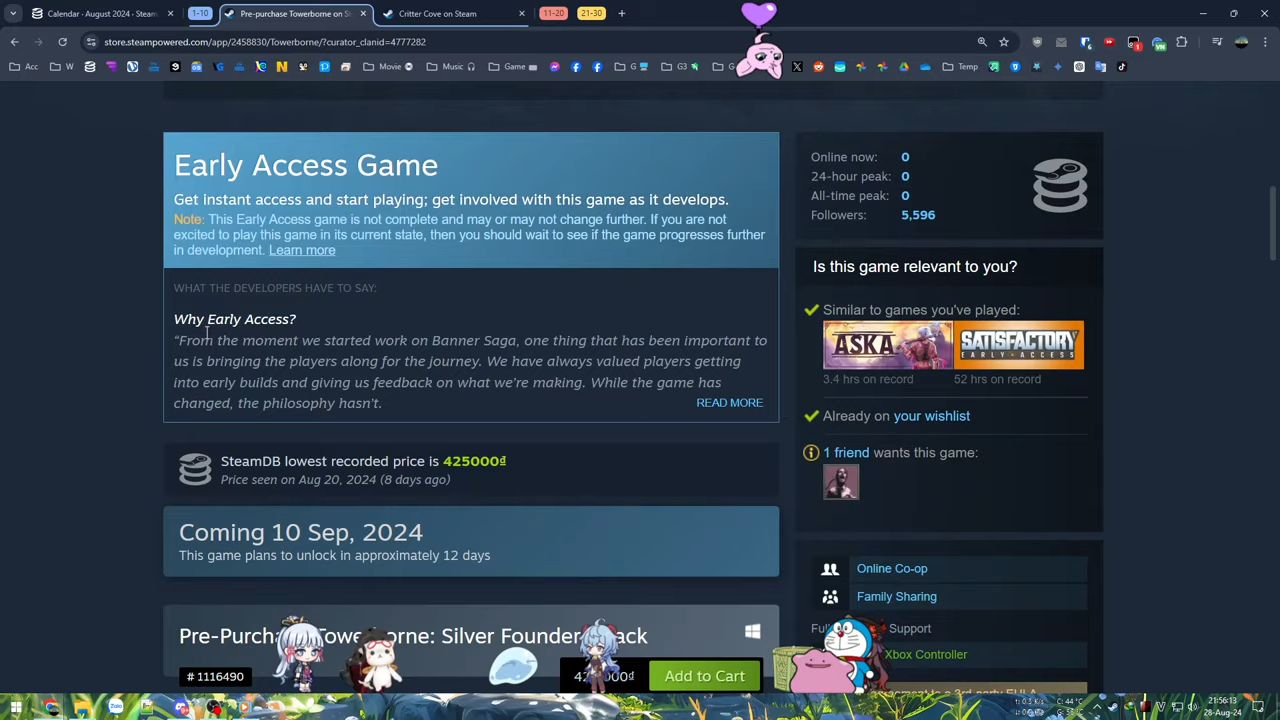 Calendar · August 2024 · Steam
1-10
Pre-purchase Towerborne on S
Critter Cove on Steam
11-20
21-30
store.steampowered.com/app/2458830/Towerborne/?curator_clanid=4777282
Acc
Movie
Music
Game
G
G3
G
Temp
Early Access Game
Get instant access and start playing; get involved with this game as it develops.
Note: This Early Access game is not complete and may or may not change further. If you are not
excited to play this game in its current state, then you should wait to see if the game progresses further
in development. Learn more
WHAT THE DEVELOPERS HAVE TO SAY:
Why Early Access?
“From the moment we started work on Banner Saga, one thing that has been important to
us is bringing the players along for the journey. We have always valued players getting
into early builds and giving us feedback on what we're making. While the game has
changed, the philosophy hasn't.
READ MORE
SteamDB lowest recorded price is 425000₫
Price seen on Aug 20, 2024 (8 days ago)
Coming 10 Sep, 2024
This game plans to unlock in approximately 12 days
Pre-Purchase Towerborne: Silver Founder
# 1116490
Add to Cart
Online now: 0
24-hour peak: 0
All-time peak: 0
Followers: 5,596
Is this game relevant to you?
Similar to games you've played:
ASKA
SATISFACTORY
EARLY ACCESS
3.4 hrs on record
52 hrs on record
Already on your wishlist
1 friend wants this game:
Online Co-op
Family Sharing
Support
Xbox Controller
Zalo
21:56:13
28-Aug-24